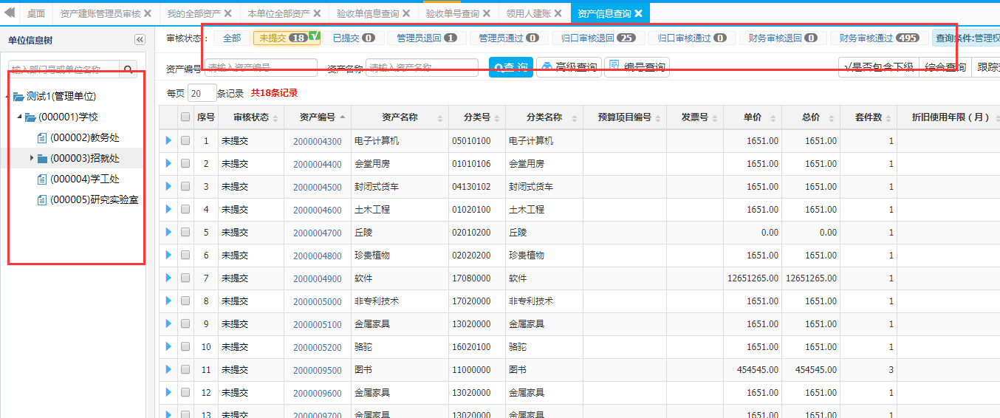 桌面 资产建账管理员审核 我的全部资产 本单位全部资产 验收单信息查询 验收单号查询 领用人建账 资产信息查询
单位信息树
输入部门号或单位名称
测试1(管理单位)
(000001)学校
(000002)教务处
(000003)招就处
(000004)学工处
(000005)研究实验室
审核状态: 全部 未提交 18 已提交 0 管理员退回 1 管理员通过 0 归口审核退回 25 归口审核通过 0 财务审核退回 0 财务审核通过 495 查询条件:管理权
资产编号 请输入资产编号 资产名称 请输入资产名称 查 询 高级查询 编号查询 √是否包含下级 综合查询 跟踪
每页 20 条记录 共18条记录
序号 审核状态 资产编号 资产名称 分类号 分类名称 预算项目编号 发票号 单价 总价 套件数 折旧使用年限（月）
1 未提交 2000004300 电子计算机 05010100 电子计算机 1651.00 1651.00 1
2 未提交 2000004400 会堂用房 01010106 会堂用房 1651.00 1651.00 1
3 未提交 2000004500 封闭式货车 04130102 封闭式货车 1651.00 1651.00 1
4 未提交 2000004600 土木工程 01020100 土木工程 1651.00 1651.00 1
5 未提交 2000004700 丘陵 02010200 丘陵 0.00 0.00 1
6 未提交 2000004800 珍贵植物 02020200 珍贵植物 1651.00 1651.00 1
7 未提交 2000004900 软件 17080000 软件 12651265.00 12651265.00 1
8 未提交 2000005000 非专利技术 17020000 非专利技术 1651.00 1651.00 1
9 未提交 2000005100 金属家具 13020000 金属家具 1651.00 1651.00 1
10 未提交 2000005200 骆驼 16020100 骆驼 1651.00 1651.00 1
11 未提交 2000009500 图书 11000000 图书 454545.00 454545.00 3
12 未提交 2000009600 金属家具 13020000 金属家具 1651.00 1651.00 1
13 未提交 2000009700 金属家具 13020000 金属家具 1651.00 1651.00 1